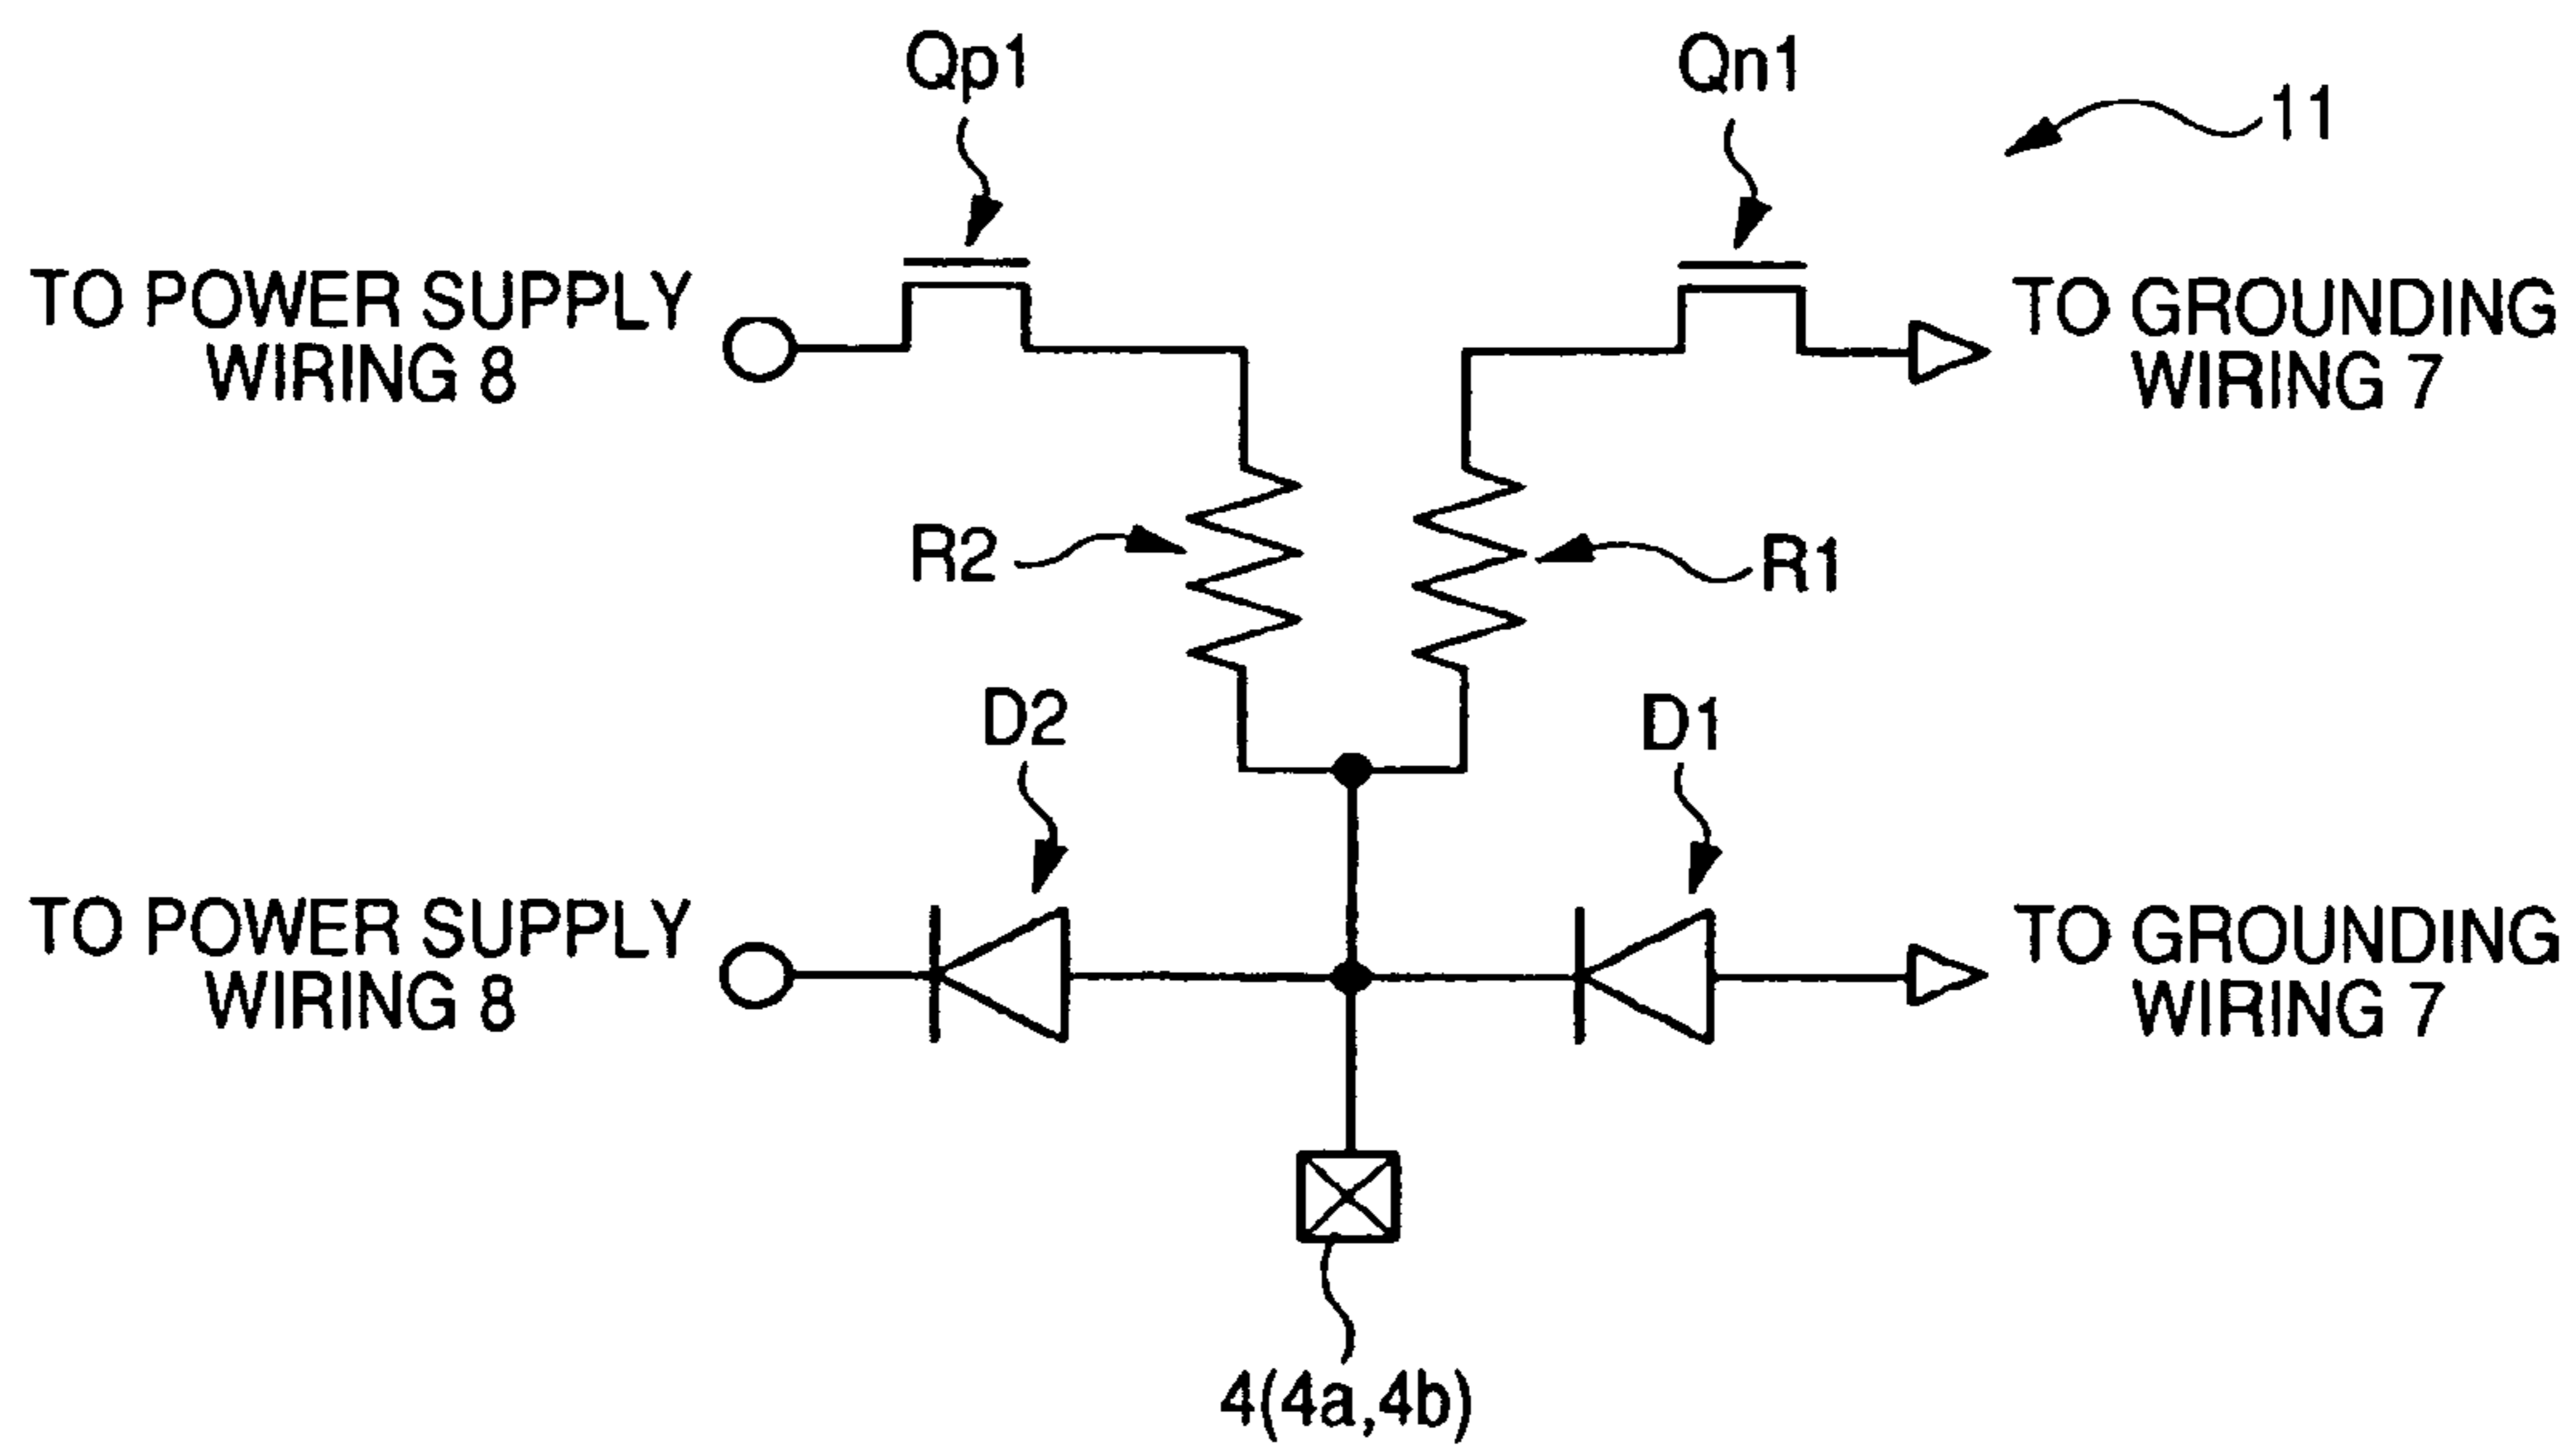 Qp1
Qn1
11
TO POWER SUPPLY
WIRING 8
TO GROUNDING
WIRING 7
R2
R1
D2
D1
TO POWER SUPPLY
WIRING 8
TO GROUNDING
WIRING 7
4(4a,4b)